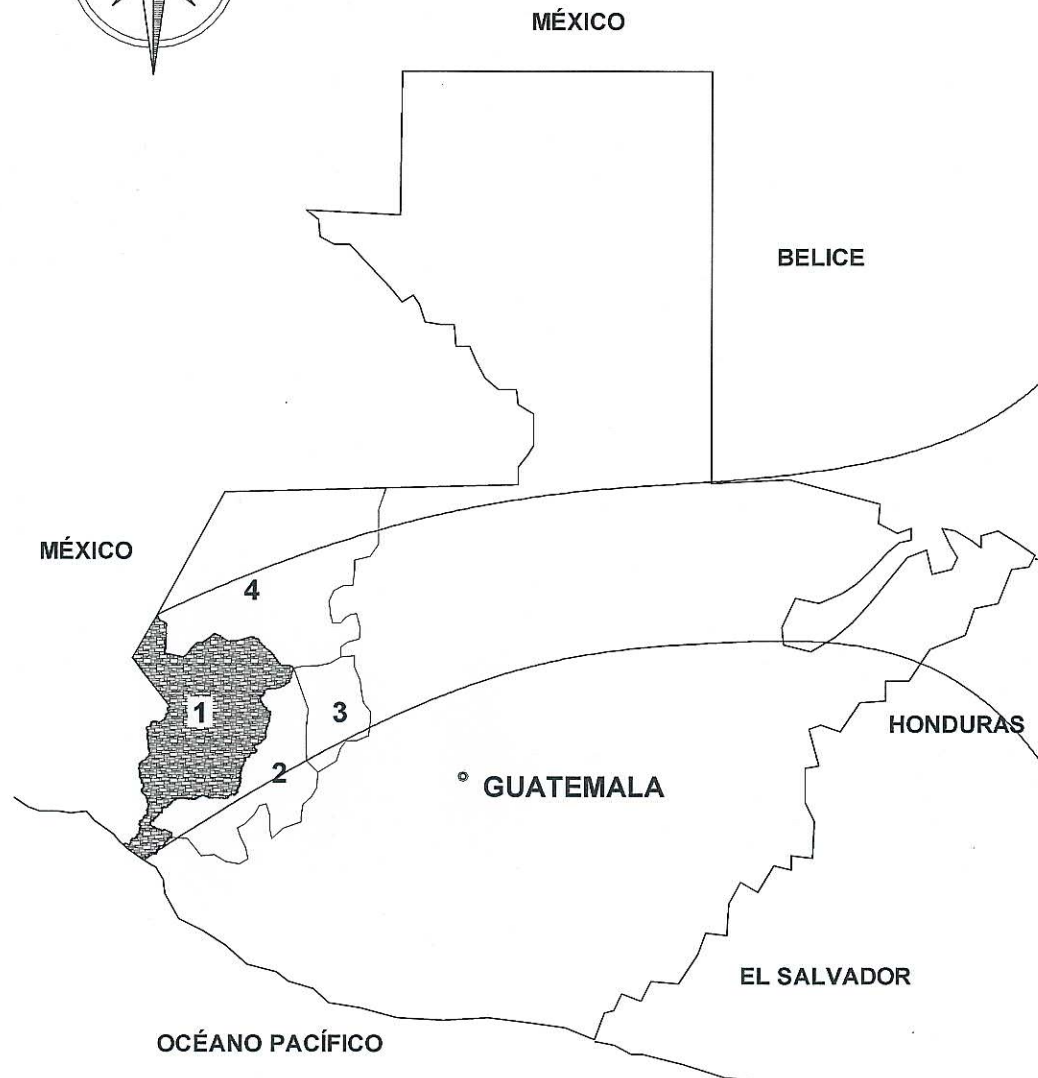 MÉXICO
BELICE
MÉXICO
4
1
3
HONDURAS
2
GUATEMALA
EL SALVADOR
OCÉANO PACÍFICO